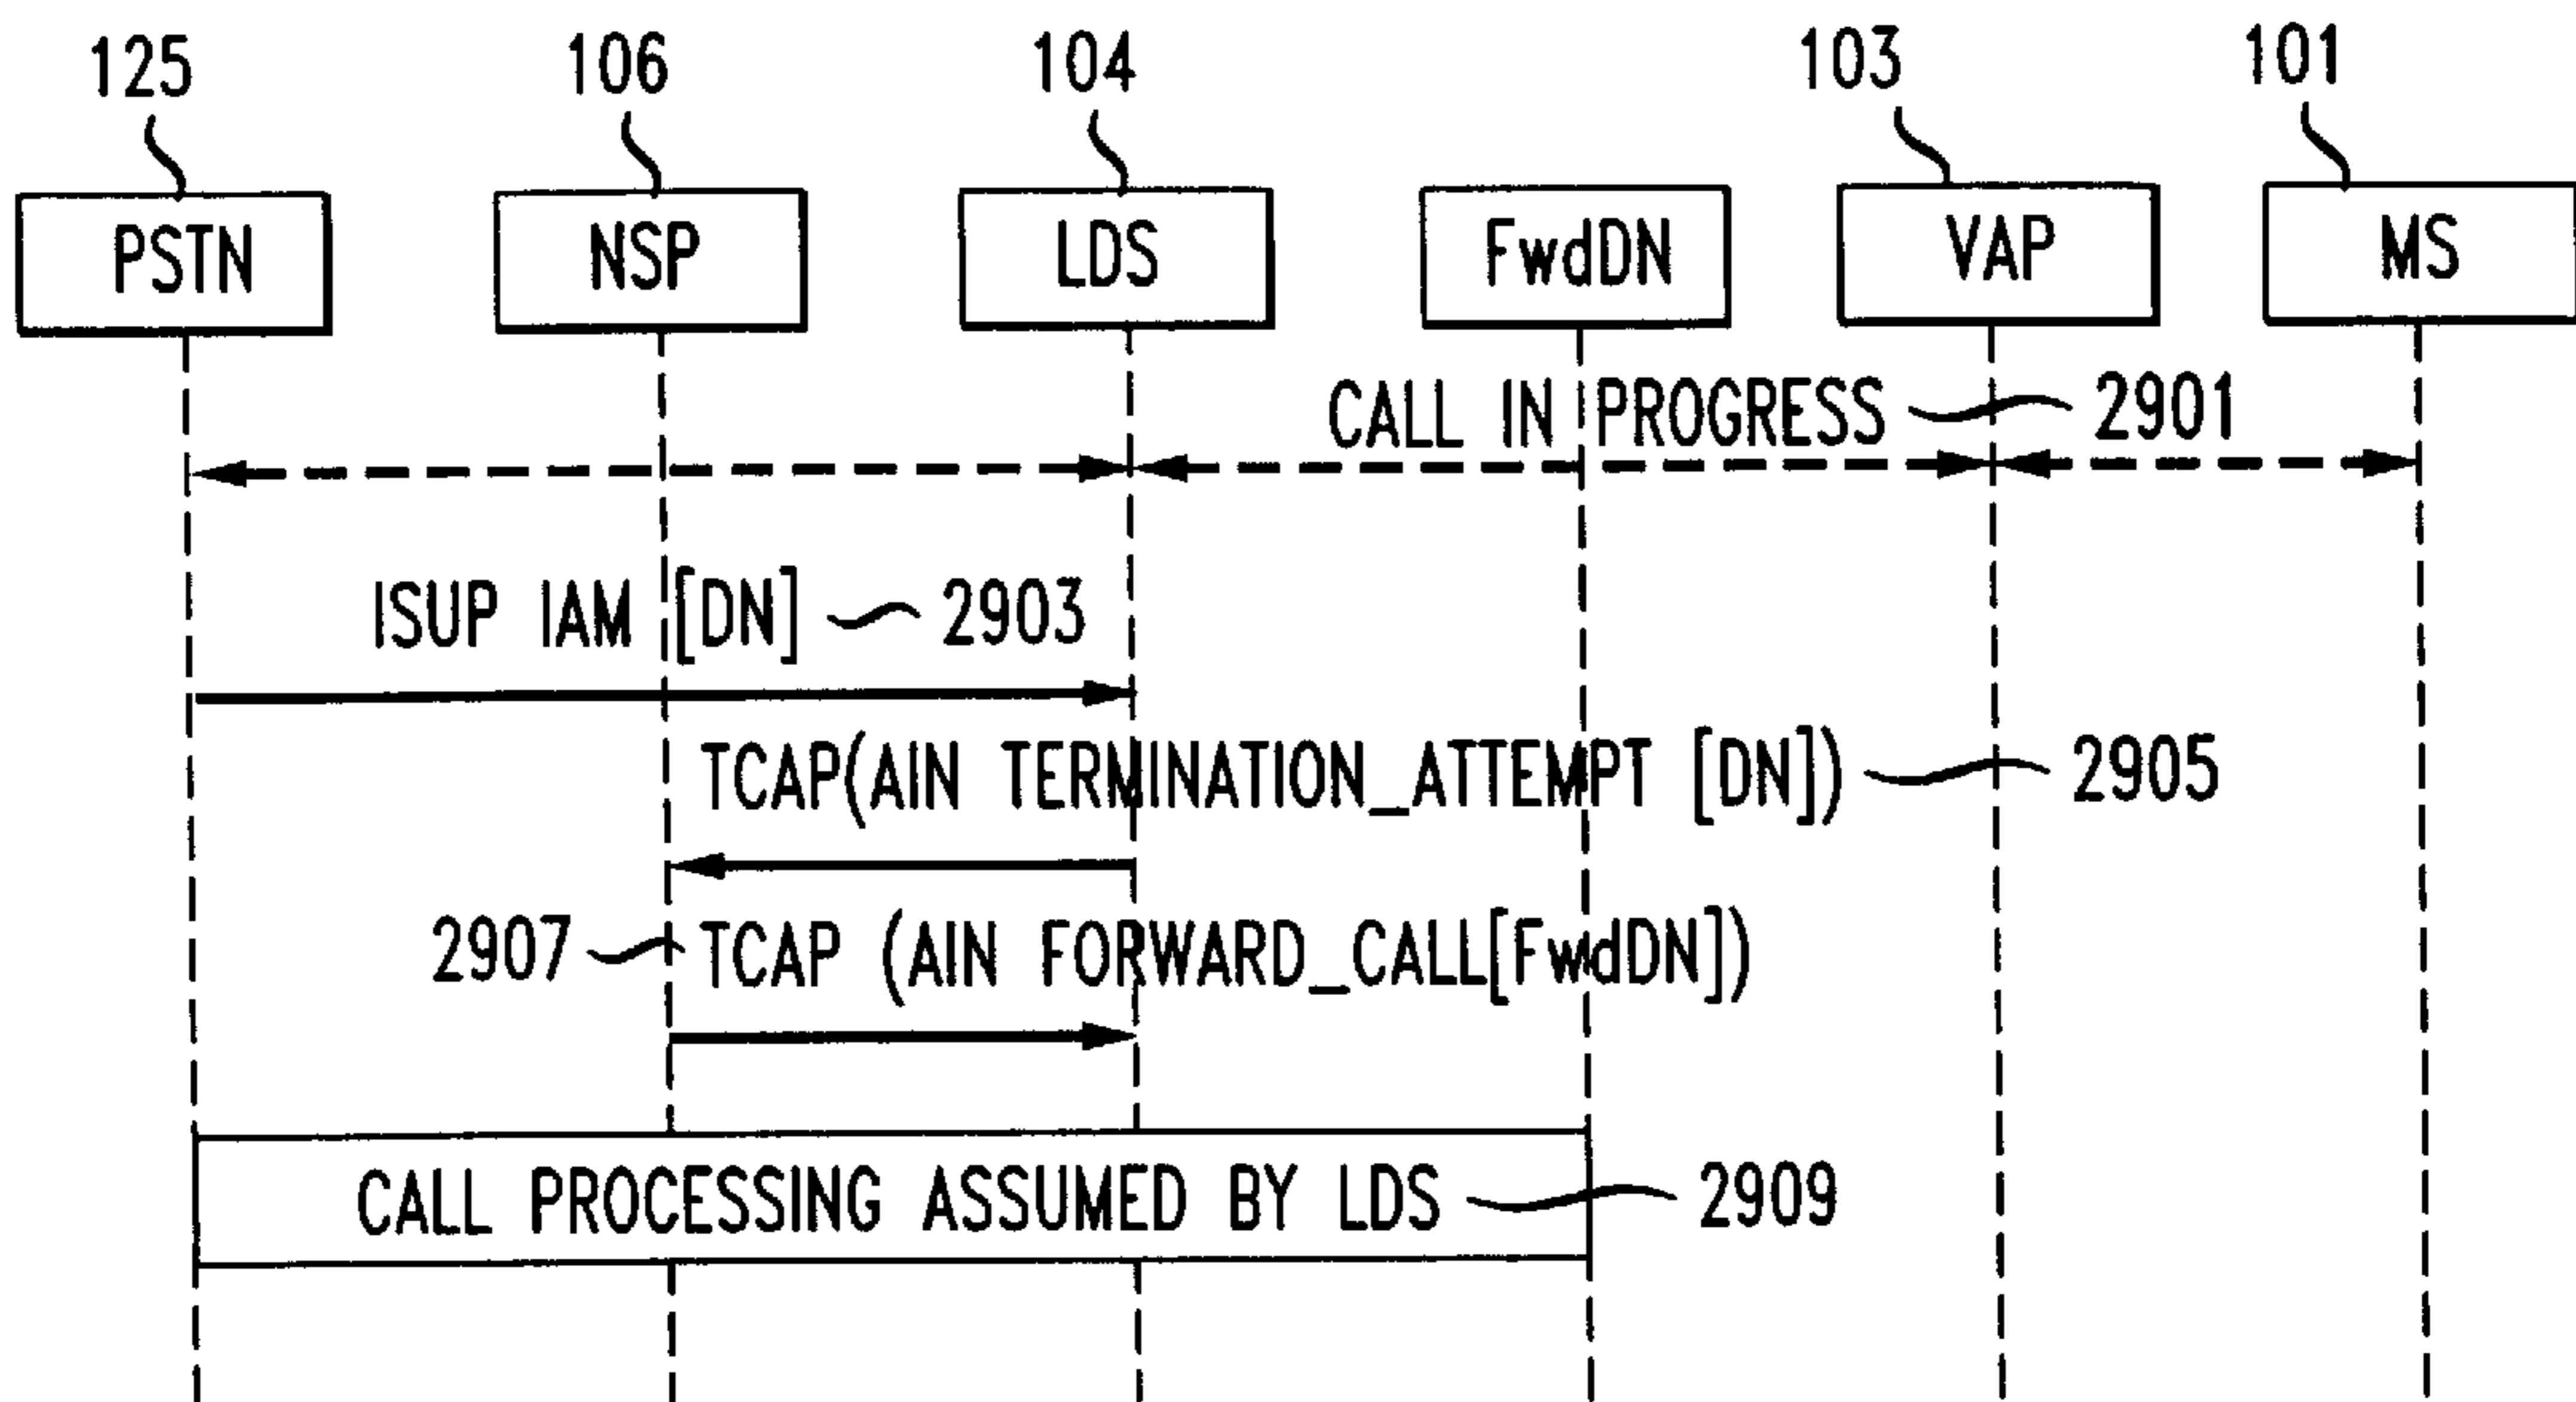 125 106 104 103 101
PSTN NSP LDS FwdDN VAP MS
CALL IN PROGRESS 2901
ISUP IAM [DN] 2903
TCAP(AIN TERMINATION_ATTEMPT [DN]) 2905
2907 TCAP (AIN FORWARD_CALL[FwdDN])
CALL PROCESSING ASSUMED BY LDS 2909